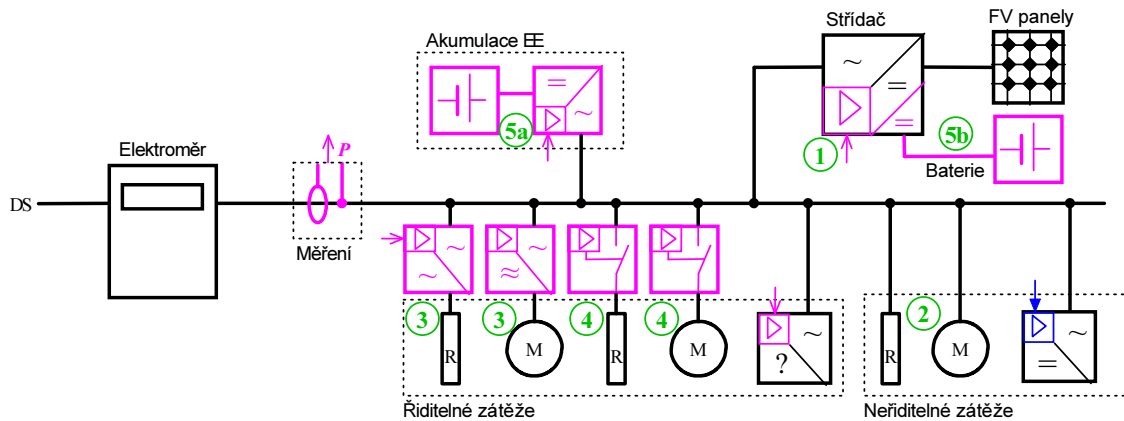 Akumulace EE
Střídač
FV panely
=
~
5a
~
=
=
1
5b
Baterie
Elektroměr
P
DS
Měření
~
~
~
≈
3
3
4
4
2
R
M
R
M
?
~
R
M
~
=
Řiditelné zátěže
Neřiditelné zátěže